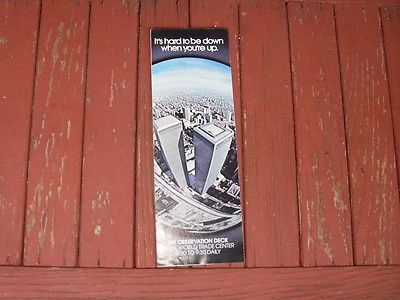 It's hard to be down
when you're up.
THE OBSERVATION DECK
WORLD TRADE CENTER
9:30 TO 9:30 DAILY